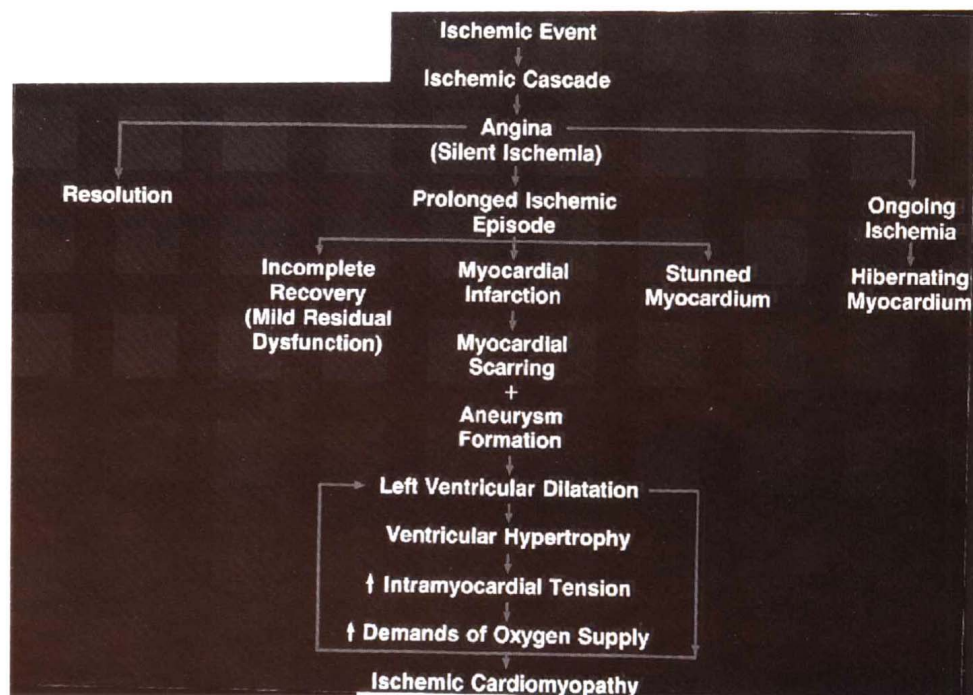 Ischemic Event
Ischemic Cascade
Angina
(Silent Ischemia)
Resolution
Prolonged Ischemic
Episode
Ongoing
Ischemia
Incomplete
Recovery
(Mild Residual
Dysfunction)
Myocardial
Infarction
Stunned
Myocardium
Hibernating
Myocardium
Myocardial
Scarring
+
Aneurysm
Formation
Left Ventricular Dilatation
Ventricular Hypertrophy
↑ Intramyocardial Tension
↑ Demands of Oxygen Supply
Ischemic Cardiomyopathy